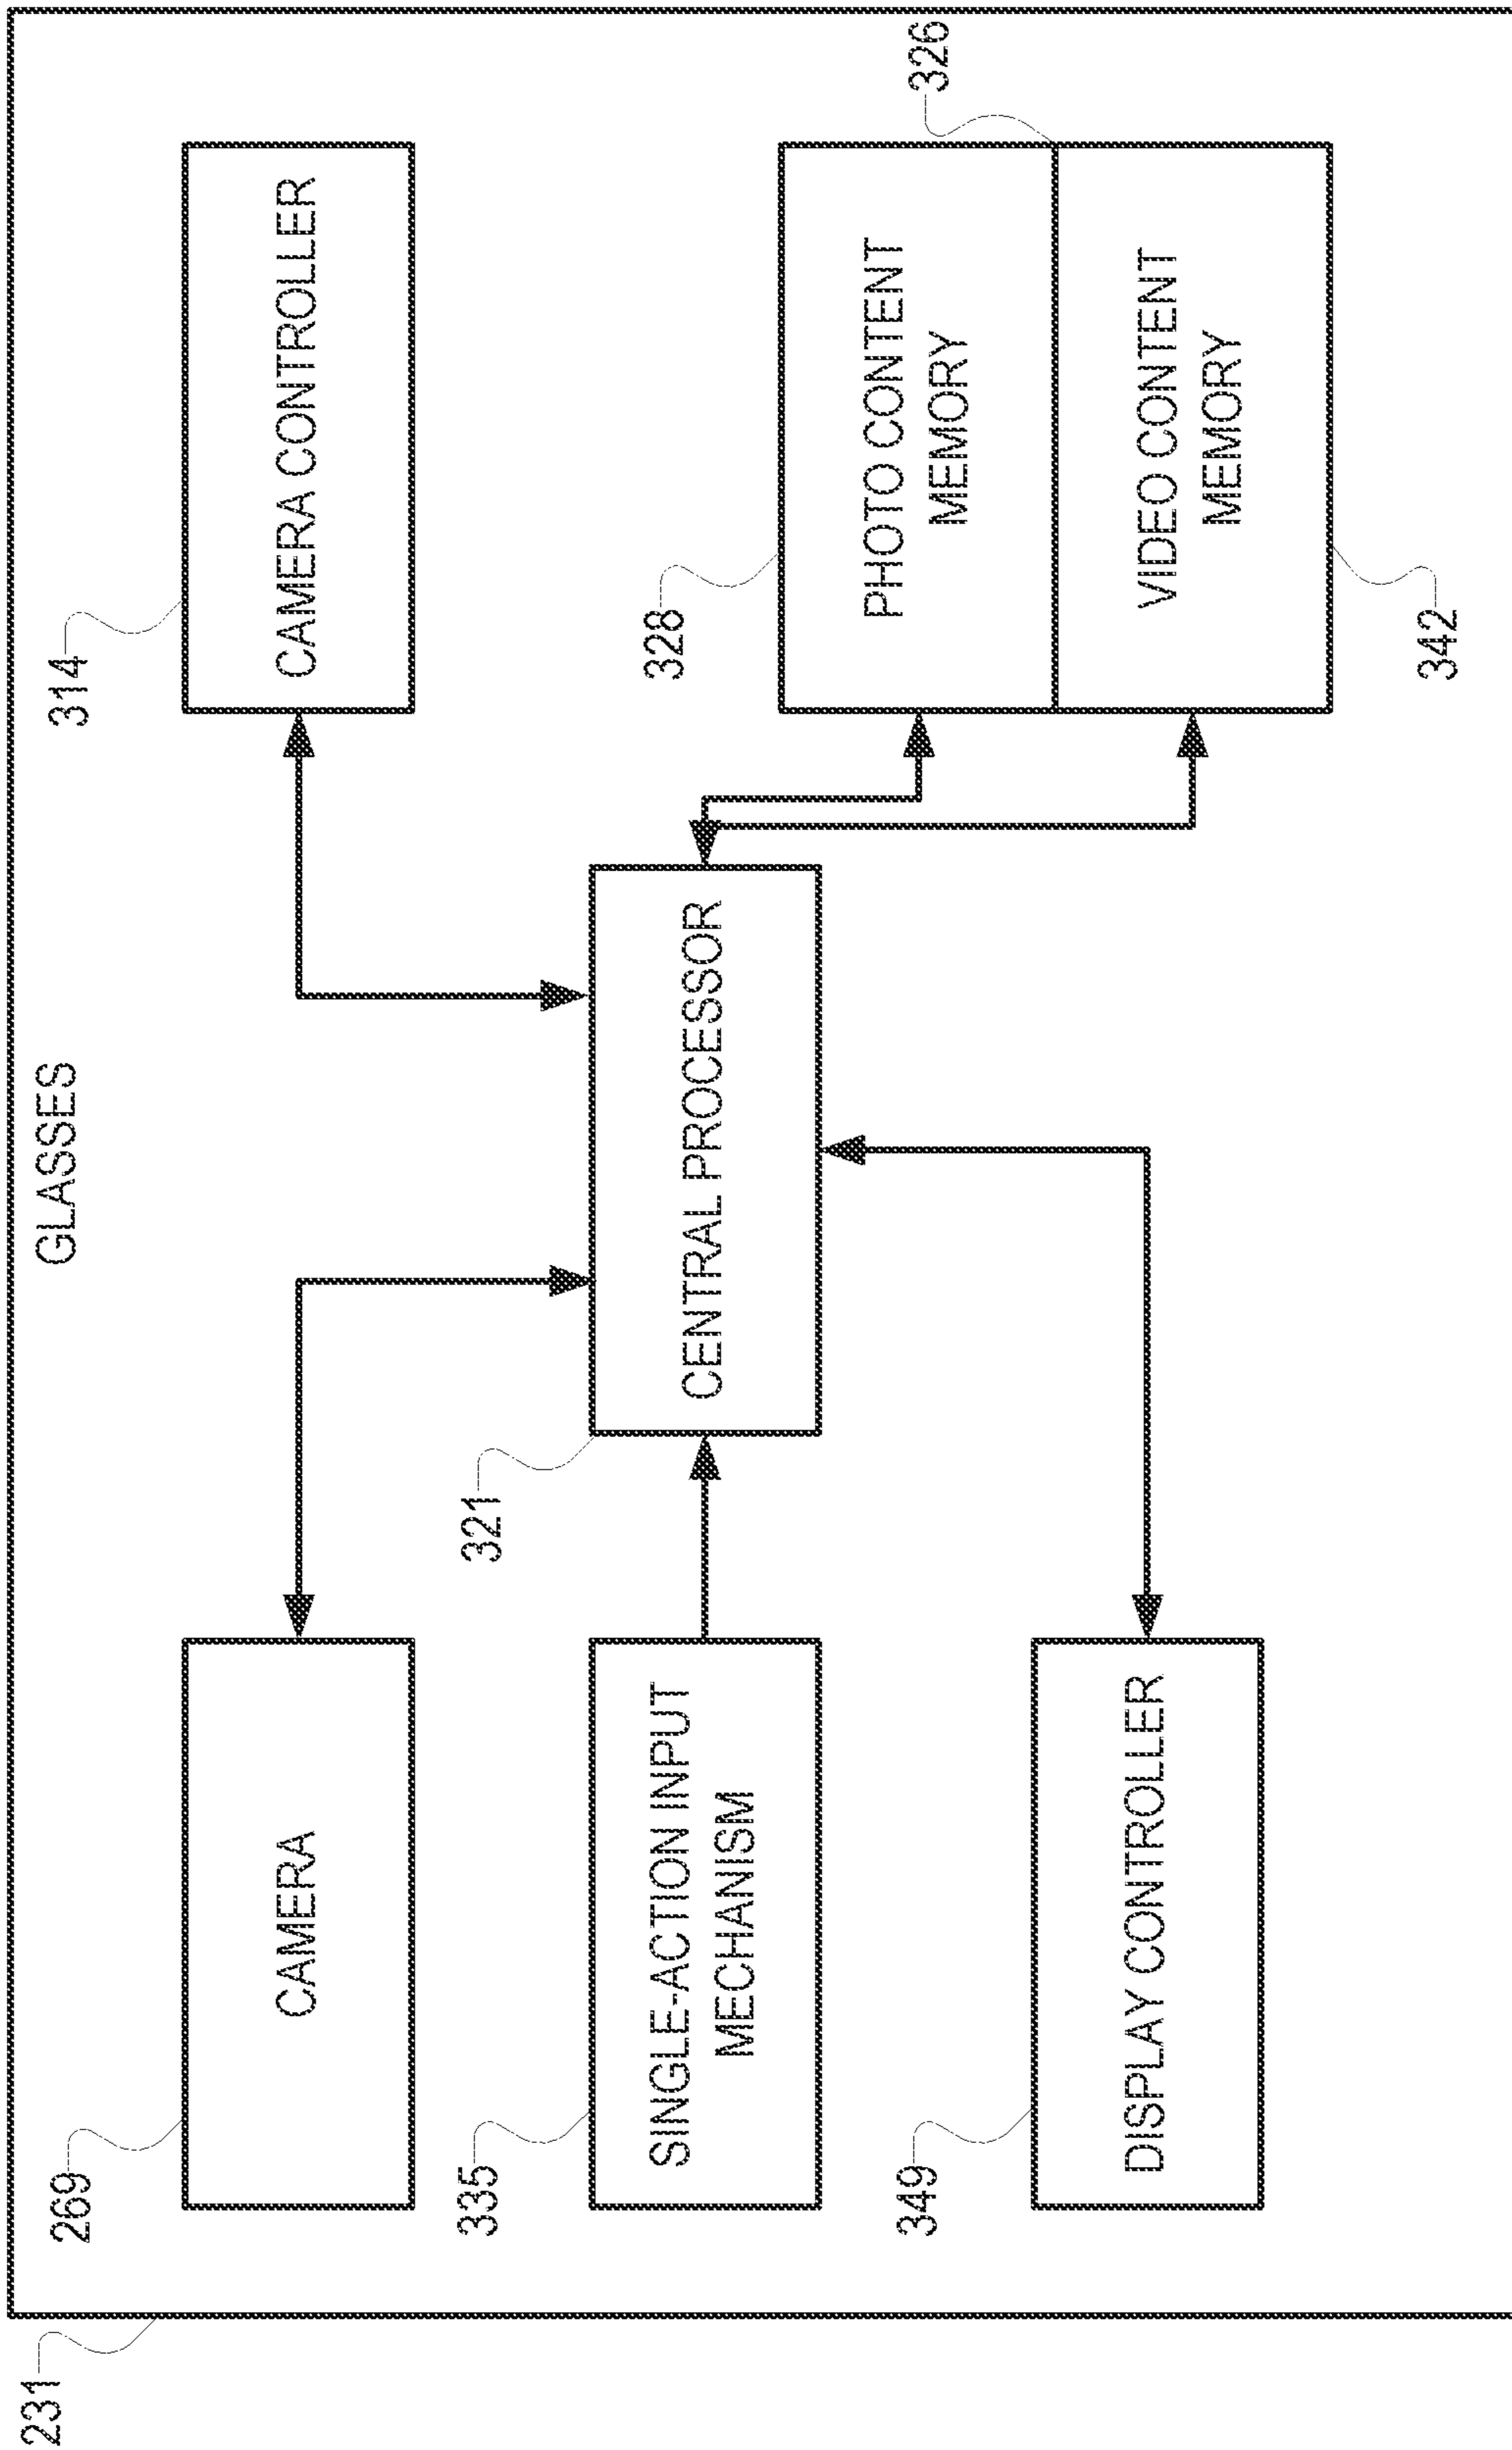 GLASSES
231
269
CAMERA
314
CAMERA CONTROLLER
335
SINGLE-ACTION INPUT
MECHANISM
321
CENTRAL PROCESSOR
328
PHOTO CONTENT
MEMORY
326
VIDEO CONTENT
MEMORY
342
349
DISPLAY CONTROLLER